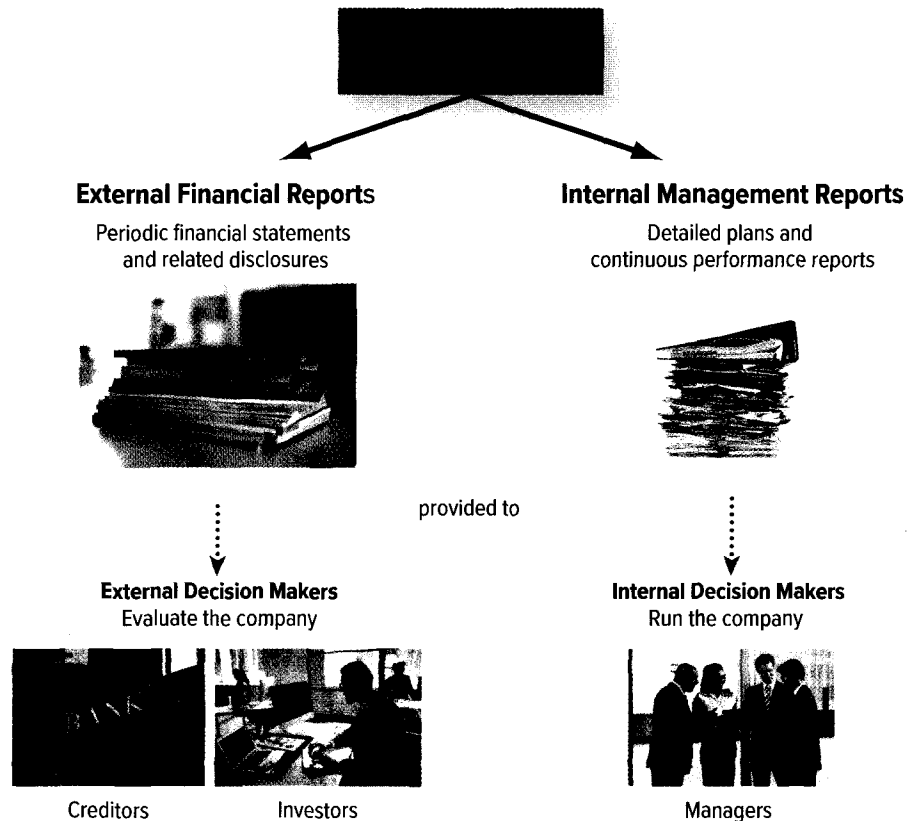 External Financial Reports
Periodic financial statements
and related disclosures
Internal Management Reports
Detailed plans and
continuous performance reports
provided to
External Decision Makers
Evaluate the company
Internal Decision Makers
Run the company
BANK
Creditors
Investors
Managers